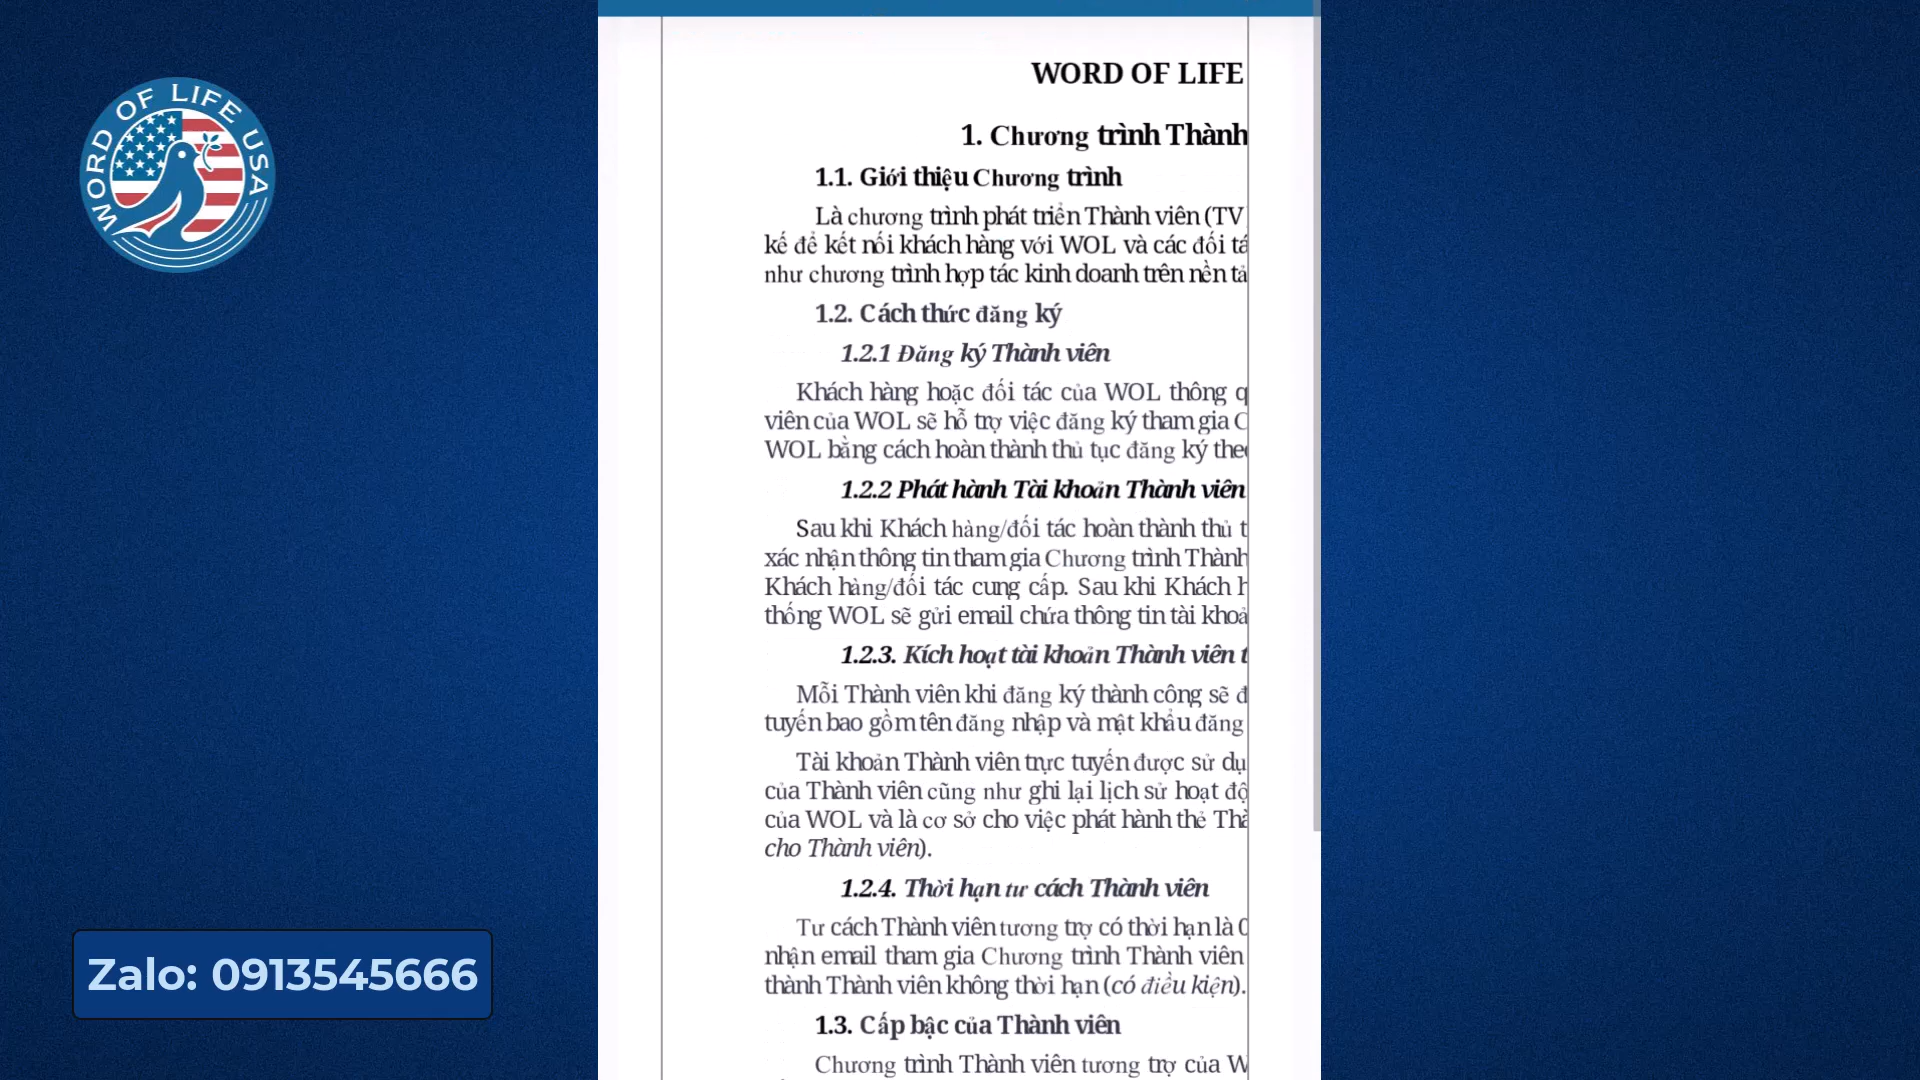 WORD OF LIFE USA
WORD OF LIFE
1. Chương trình Thành
1.1. Giới thiệu Chương trình
Là chương trình phát triển Thành viên (TV
kế để kết nối khách hàng với WOL và các đối
như chương trình hợp tác kinh doanh trên nền
1.2. Cách thức đăng ký
1.2.1 Đăng ký Thành viên
Khách hàng hoặc đối tác của WOL thông
viên của WOL sẽ hỗ trợ việc đăng ký tham gia
WOL bằng cách hoàn thành thủ tục đăng ký
1.2.2 Phát hành Tài khoản Thành viên
Sau khi Khách hàng/đối tác hoàn thành thủ
xác nhận thông tin tham gia Chương trình Thành
Khách hàng/đối tác cung cấp. Sau khi Khách
thống WOL sẽ gửi email chứa thông tin tài
1.2.3. Kích hoạt tài khoản Thành viên
Mỗi Thành viên khi đăng ký thành công sẽ
tuyến bao gồm tên đăng nhập và mật khẩu đăng
Tài khoản Thành viên trực tuyến được sử
của Thành viên cũng như ghi lại lịch sử hoạt
của WOL và là cơ sở cho việc phát hành thẻ
cho Thành viên).
1.2.4. Thời hạn tư cách Thành viên
Tư cách Thành viên tương trợ có thời hạn là
nhận email tham gia Chương trình Thành viên
thành Thành viên không thời hạn (có điều kiện).
1.3. Cấp bậc của Thành viên
Chương trình Thành viên tương trợ của
Zalo: 0913545666